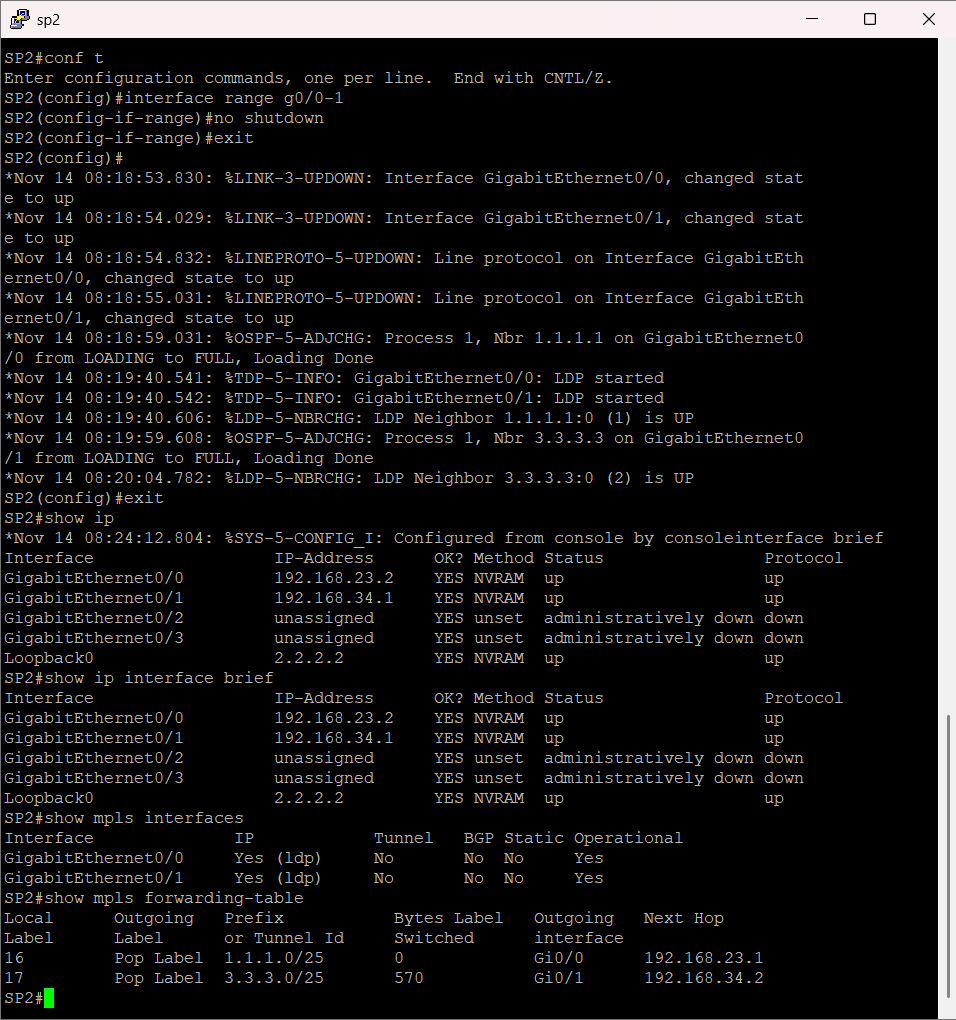 sp2
SP2#conf t
Enter configuration commands, one per line.  End with CNTL/Z.
SP2(config)#interface range g0/0-1
SP2(config-if-range)#no shutdown
SP2(config-if-range)#exit
SP2(config)#
*Nov 14 08:18:53.830: %LINK-3-UPDOWN: Interface GigabitEthernet0/0, changed stat
e to up
*Nov 14 08:18:54.029: %LINK-3-UPDOWN: Interface GigabitEthernet0/1, changed stat
e to up
*Nov 14 08:18:54.832: %LINEPROTO-5-UPDOWN: Line protocol on Interface GigabitEth
ernet0/0, changed state to up
*Nov 14 08:18:55.031: %LINEPROTO-5-UPDOWN: Line protocol on Interface GigabitEth
ernet0/1, changed state to up
*Nov 14 08:18:59.031: %OSPF-5-ADJCHG: Process 1, Nbr 1.1.1.1 on GigabitEthernet0
/0 from LOADING to FULL, Loading Done
*Nov 14 08:19:40.541: %TDP-5-INFO: GigabitEthernet0/0: LDP started
*Nov 14 08:19:40.542: %TDP-5-INFO: GigabitEthernet0/1: LDP started
*Nov 14 08:19:40.606: %LDP-5-NBRCHG: LDP Neighbor 1.1.1.1:0 (1) is UP
*Nov 14 08:19:59.608: %OSPF-5-ADJCHG: Process 1, Nbr 3.3.3.3 on GigabitEthernet0
/1 from LOADING to FULL, Loading Done
*Nov 14 08:20:04.782: %LDP-5-NBRCHG: LDP Neighbor 3.3.3.3:0 (2) is UP
SP2(config)#exit
SP2#show ip
*Nov 14 08:24:12.804: %SYS-5-CONFIG_I: Configured from console by consoleinterface brief
Interface                  IP-Address      OK? Method Status                Protocol
GigabitEthernet0/0         192.168.23.2    YES NVRAM  up                    up
GigabitEthernet0/1         192.168.34.1    YES NVRAM  up                    up
GigabitEthernet0/2         unassigned      YES unset  administratively down down
GigabitEthernet0/3         unassigned      YES unset  administratively down down
Loopback0                  2.2.2.2         YES NVRAM  up                    up
SP2#show ip interface brief
Interface                  IP-Address      OK? Method Status                Protocol
GigabitEthernet0/0         192.168.23.2    YES NVRAM  up                    up
GigabitEthernet0/1         192.168.34.1    YES NVRAM  up                    up
GigabitEthernet0/2         unassigned      YES unset  administratively down down
GigabitEthernet0/3         unassigned      YES unset  administratively down down
Loopback0                  2.2.2.2         YES NVRAM  up                    up
SP2#show mpls interfaces
Interface              IP            Tunnel   BGP Static Operational
GigabitEthernet0/0     Yes (ldp)     No       No  No     Yes
GigabitEthernet0/1     Yes (ldp)     No       No  No     Yes
SP2#show mpls forwarding-table
Local      Outgoing   Prefix           Bytes Label   Outgoing   Next Hop
Label      Label      or Tunnel Id     Switched      interface
16         Pop Label  1.1.1.0/25       0             Gi0/0      192.168.23.1
17         Pop Label  3.3.3.0/25       570           Gi0/1      192.168.34.2
SP2#